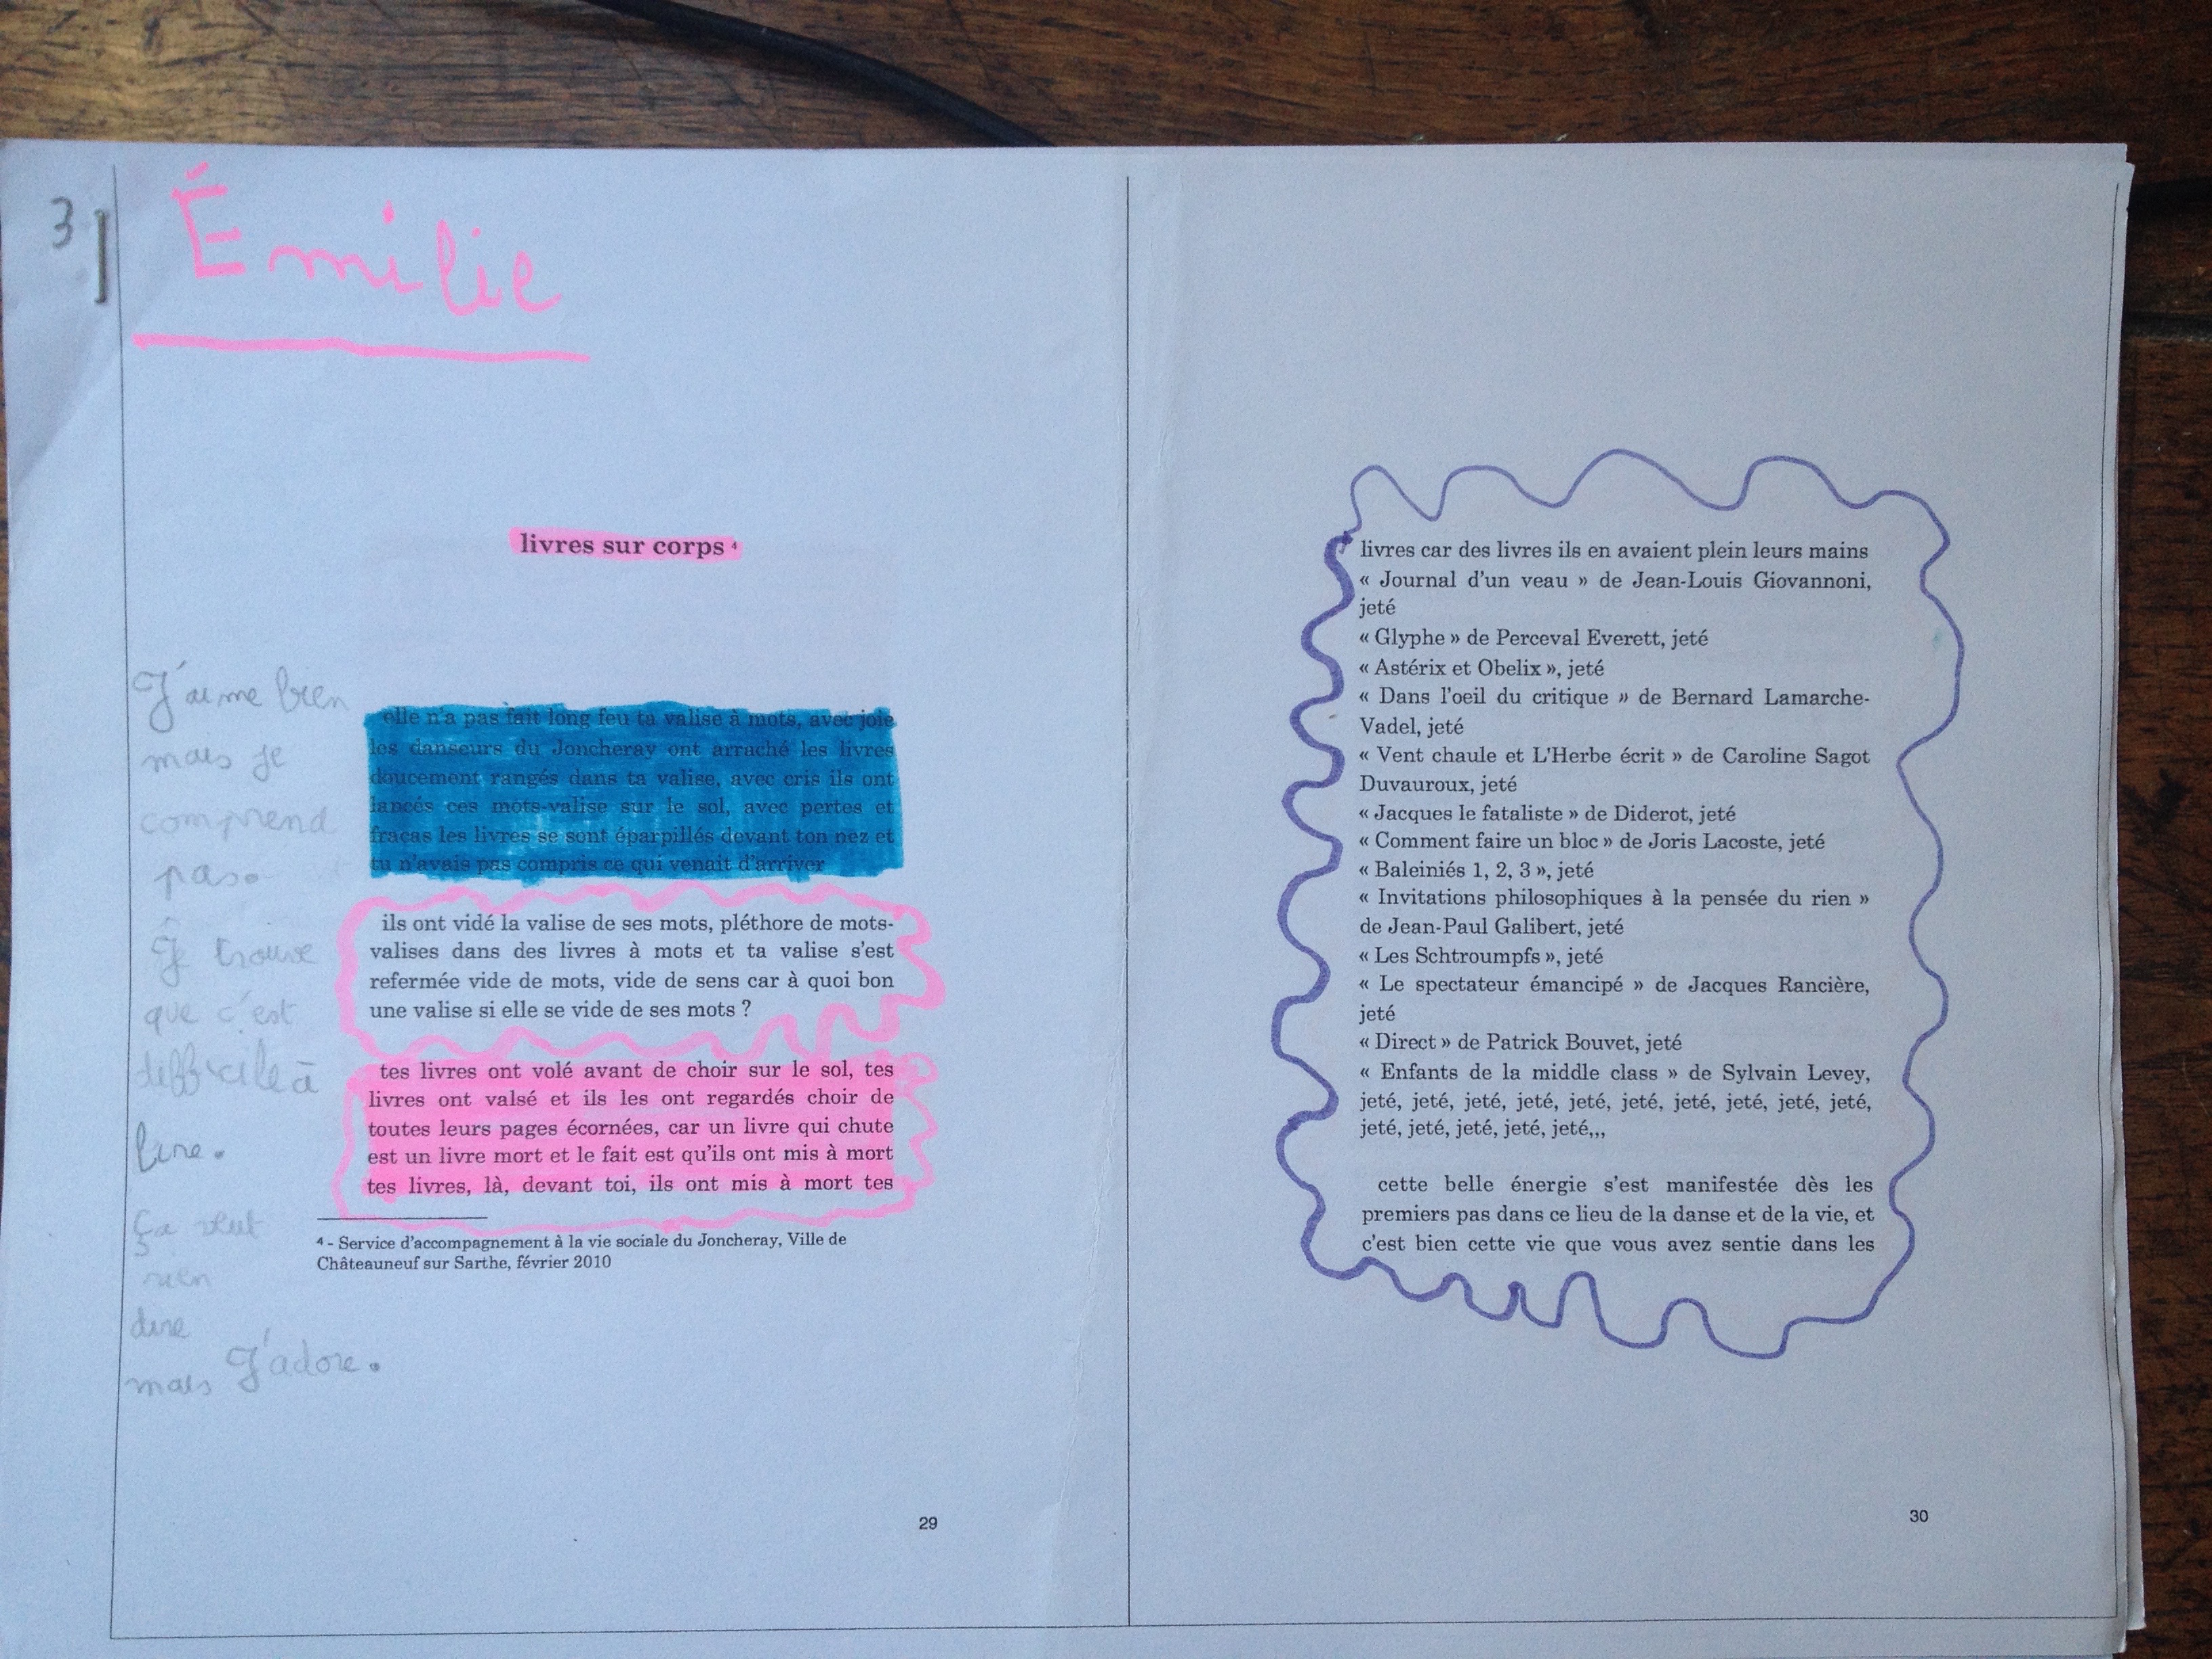 3
Émilie
livres sur corps ⁴
J'aime bien
mais je
comprend
pas.
Je trouve
que c'est
difficile à
lire.
Ça veut
rien
dire
mais J'adore.
elle n'a pas fait long feu ta valise à mots, avec joie
les danseurs du Joncheray ont arraché les livres
doucement rangés dans ta valise, avec cris ils ont
lancés ces mots-valise sur le sol, avec pertes et
fracas les livres se sont éparpillés devant ton nez et
tu n'avais pas compris ce qui venait d'arriver
ils ont vidé la valise de ses mots, pléthore de mots-
valises dans des livres à mots et ta valise s'est
refermée vide de mots, vide de sens car à quoi bon
une valise si elle se vide de ses mots ?
tes livres ont volé avant de choir sur le sol, tes
livres ont valsé et ils les ont regardés choir de
toutes leurs pages écornées, car un livre qui chute
est un livre mort et le fait est qu'ils ont mis à mort
tes livres, là, devant toi, ils ont mis à mort tes
⁴ - Service d'accompagnement à la vie sociale du Joncheray, Ville de
Châteauneuf sur Sarthe, février 2010
29
livres car des livres ils en avaient plein leurs mains
« Journal d'un veau » de Jean-Louis Giovannoni,
jeté
« Glyphe » de Perceval Everett, jeté
« Astérix et Obelix », jeté
« Dans l'oeil du critique » de Bernard Lamarche-
Vadel, jeté
« Vent chaule et L'Herbe écrit » de Caroline Sagot
Duvauroux, jeté
« Jacques le fataliste » de Diderot, jeté
« Comment faire un bloc » de Joris Lacoste, jeté
« Baleiniés 1, 2, 3 », jeté
« Invitations philosophiques à la pensée du rien »
de Jean-Paul Galibert, jeté
« Les Schtroumpfs », jeté
« Le spectateur émancipé » de Jacques Rancière,
jeté
« Direct » de Patrick Bouvet, jeté
« Enfants de la middle class » de Sylvain Levey,
jeté, jeté, jeté, jeté, jeté, jeté, jeté, jeté, jeté, jeté,
jeté, jeté, jeté, jeté, jeté,,,
cette belle énergie s'est manifestée dès les
premiers pas dans ce lieu de la danse et de la vie, et
c'est bien cette vie que vous avez sentie dans les
30